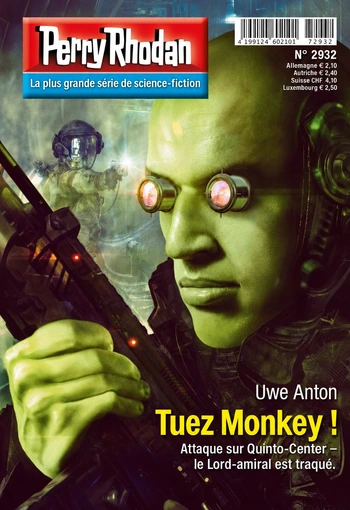 Perry Rhodan
La plus grande série de science-fiction
4 199124 602101
72932
N° 2932
Allemagne € 2,10
Autriche € 2,40
Suisse CHF 4,10
Luxembourg € 2,50
Uwe Anton
Tuez Monkey !
Attaque sur Quinto-Center –
le Lord-amiral est traqué.